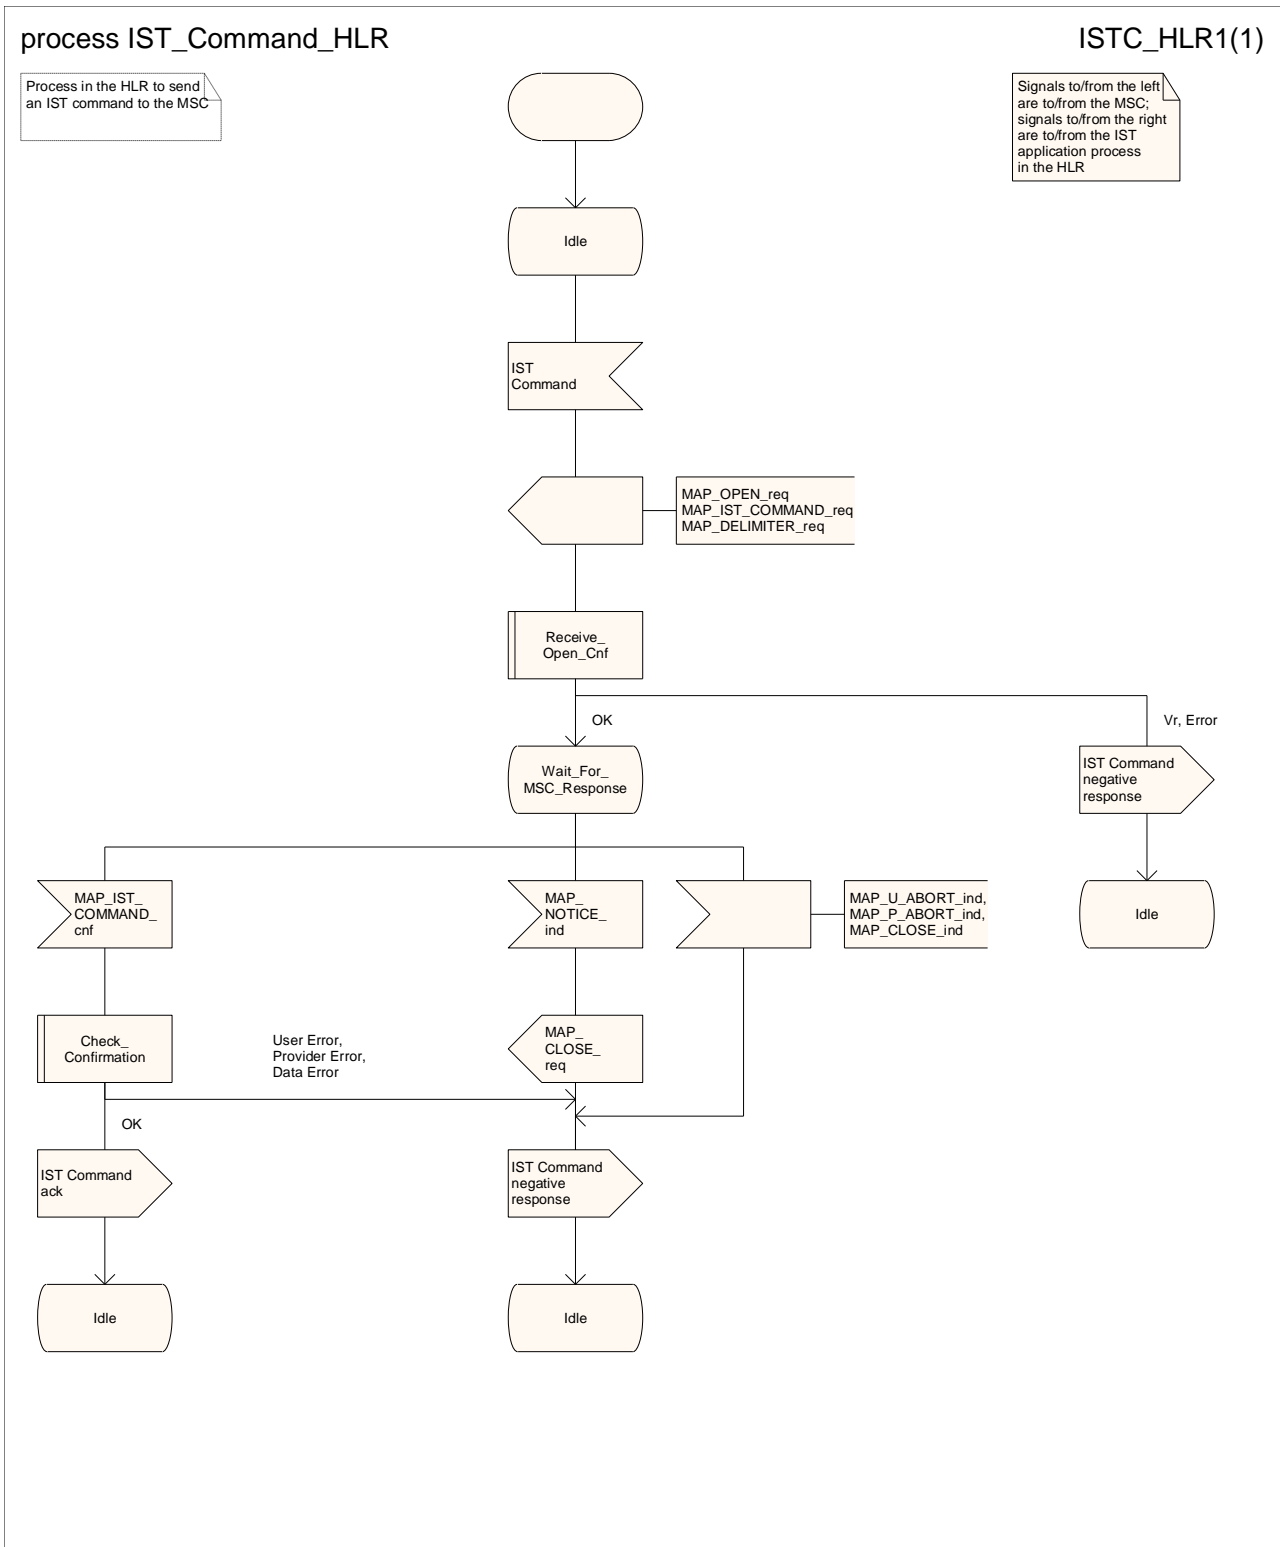 process IST_Command_HLR
ISTC_HLR1(1)
Process in the HLR to send
an IST command to the MSC
Signals to/from the left
are to/from the MSC;
signals to/from the right
are to/from the IST
application process
in the HLR
Idle
IST
Command
MAP_OPEN_req
MAP_IST_COMMAND_req
MAP_DELIMITER_req
Receive_
Open_Cnf
OK
Vr, Error
Wait_For_
MSC_Response
IST Command
negative
response
MAP_IST_
COMMAND_
cnf
MAP_
NOTICE_
ind
MAP_U_ABORT_ind,
MAP_P_ABORT_ind,
MAP_CLOSE_ind
Idle
Check_
Confirmation
User Error,
Provider Error,
Data Error
MAP_
CLOSE_
req
OK
IST Command
ack
IST Command
negative
response
Idle
Idle